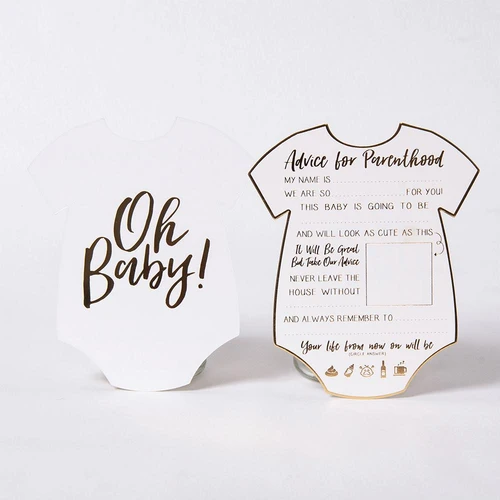 Oh
Baby!
Advice for Parenthood
MY NAME IS
WE ARE SO FOR YOU!
THIS BABY IS GOING TO BE
AND WILL LOOK AS CUTE AS THIS
It Will Be Great
But Take Our Advice
NEVER LEAVE THE
HOUSE WITHOUT
AND ALWAYS REMEMBER TO
Your life from now on will be
(CIRCLE ANSWER)